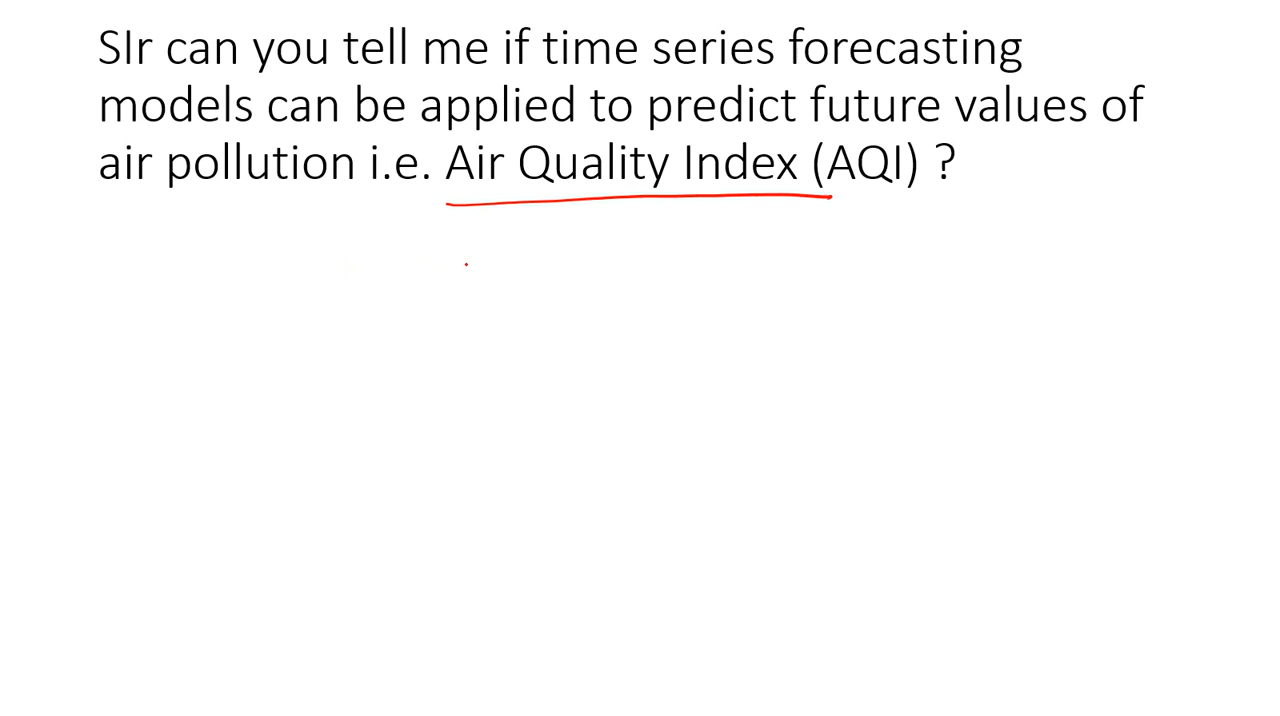 SIr can you tell me if time series forecasting
models can be applied to predict future values of
air pollution i.e. Air Quality Index (AQI) ?